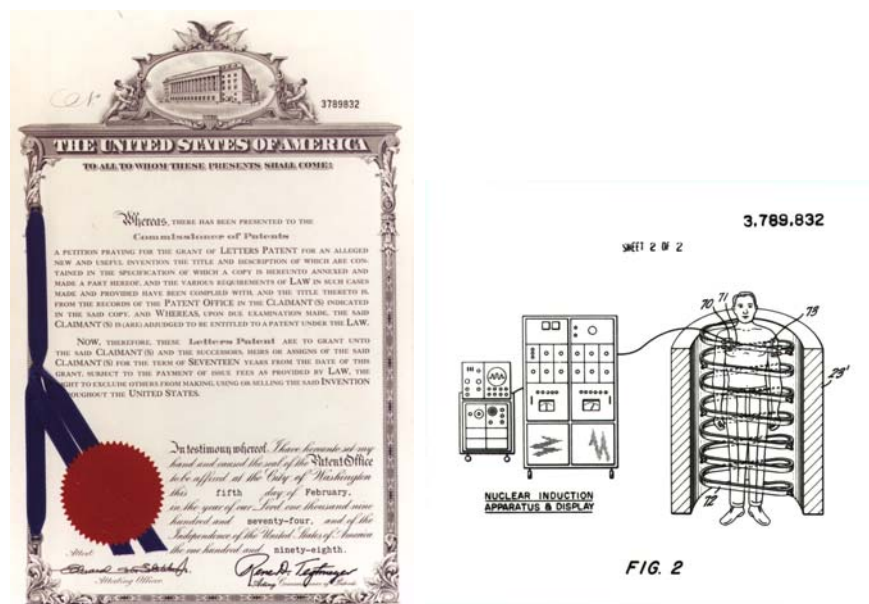 3789832
THE UNITED STATES OF AMERICA
TO ALL TO WHOM THESE PRESENTS SHALL COME:
Whereas, THERE HAS BEEN PRESENTED TO THE
Commissioner of Patents
A PETITION PRAYING FOR THE GRANT OF LETTERS PATENT FOR AN ALLEGED
NEW AND USEFUL INVENTION THE TITLE AND DESCRIPTION OF WHICH ARE CON-
TAINED IN THE SPECIFICATION OF WHICH A COPY IS HEREUNTO ANNEXED AND
MADE A PART HEREOF, AND THE VARIOUS REQUIREMENTS OF LAW IN SUCH CASES
MADE AND PROVIDED HAVE BEEN COMPLIED WITH, AND THE TITLE THERETO IS,
FROM THE RECORDS OF THE PATENT OFFICE IN THE CLAIMANT(S) INDICATED
IN THE SAID COPY, AND WHEREAS, UPON DUE EXAMINATION MADE, THE SAID
CLAIMANT(S) IS (ARE) ADJUDGED TO BE ENTITLED TO A PATENT UNDER THE LAW.
NOW, THEREFORE, THESE Letters Patent ARE TO GRANT UNTO
THE SAID CLAIMANT(S) AND THE SUCCESSORS, HEIRS OR ASSIGNS OF THE SAID
CLAIMANT(S) FOR THE TERM OF SEVENTEEN YEARS FROM THE DATE OF THIS
GRANT, SUBJECT TO THE PAYMENT OF ISSUE FEES AS PROVIDED BY LAW, THE
RIGHT TO EXCLUDE OTHERS FROM MAKING, USING OR SELLING THE SAID INVENTION
THROUGHOUT THE UNITED STATES.
In testimony whereof I have hereunto set my
hand and caused the seal of the Patent Office
to be affixed at the City of Washington
this fifth day of February,
in the year of our Lord one thousand nine
hundred and seventy-four, and of the
Independence of the United States of America
the one hundred and ninety-eighth.
Attest:
Attesting Officer.
Acting Commissioner of Patents
3,789,832
SHEET 2 OF 2
70
71
73
29'
72
NUCLEAR INDUCTION
APPARATUS & DISPLAY
FIG. 2